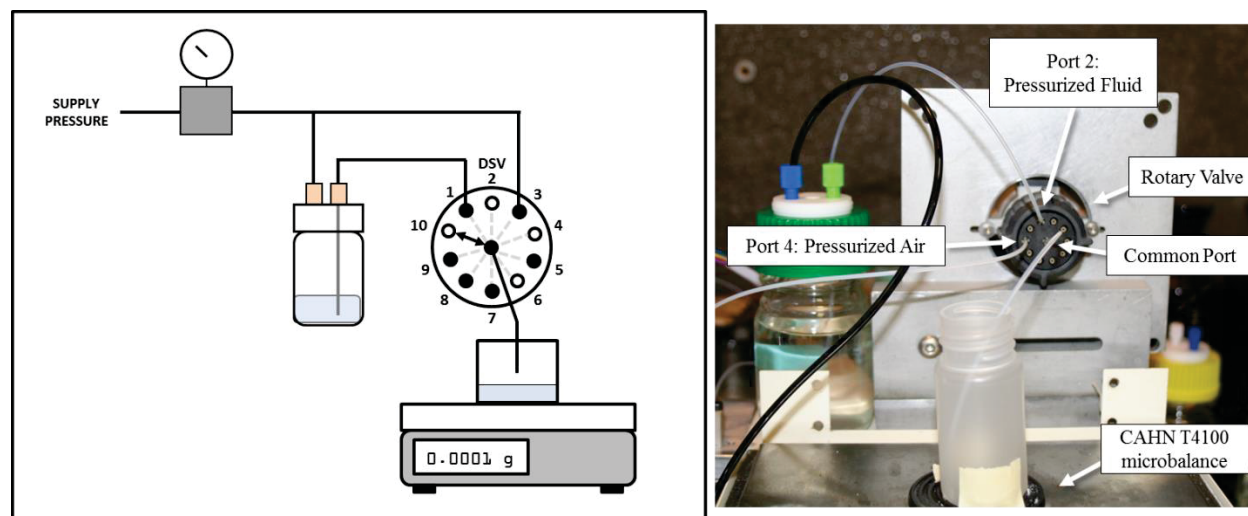 SUPPLY
PRESSURE
DSV
1
2
3
4
5
6
7
8
9
10
0.0001 g
Port 2:
Pressurized Fluid
Rotary Valve
Port 4: Pressurized Air
Common Port
CAHN T4100
microbalance